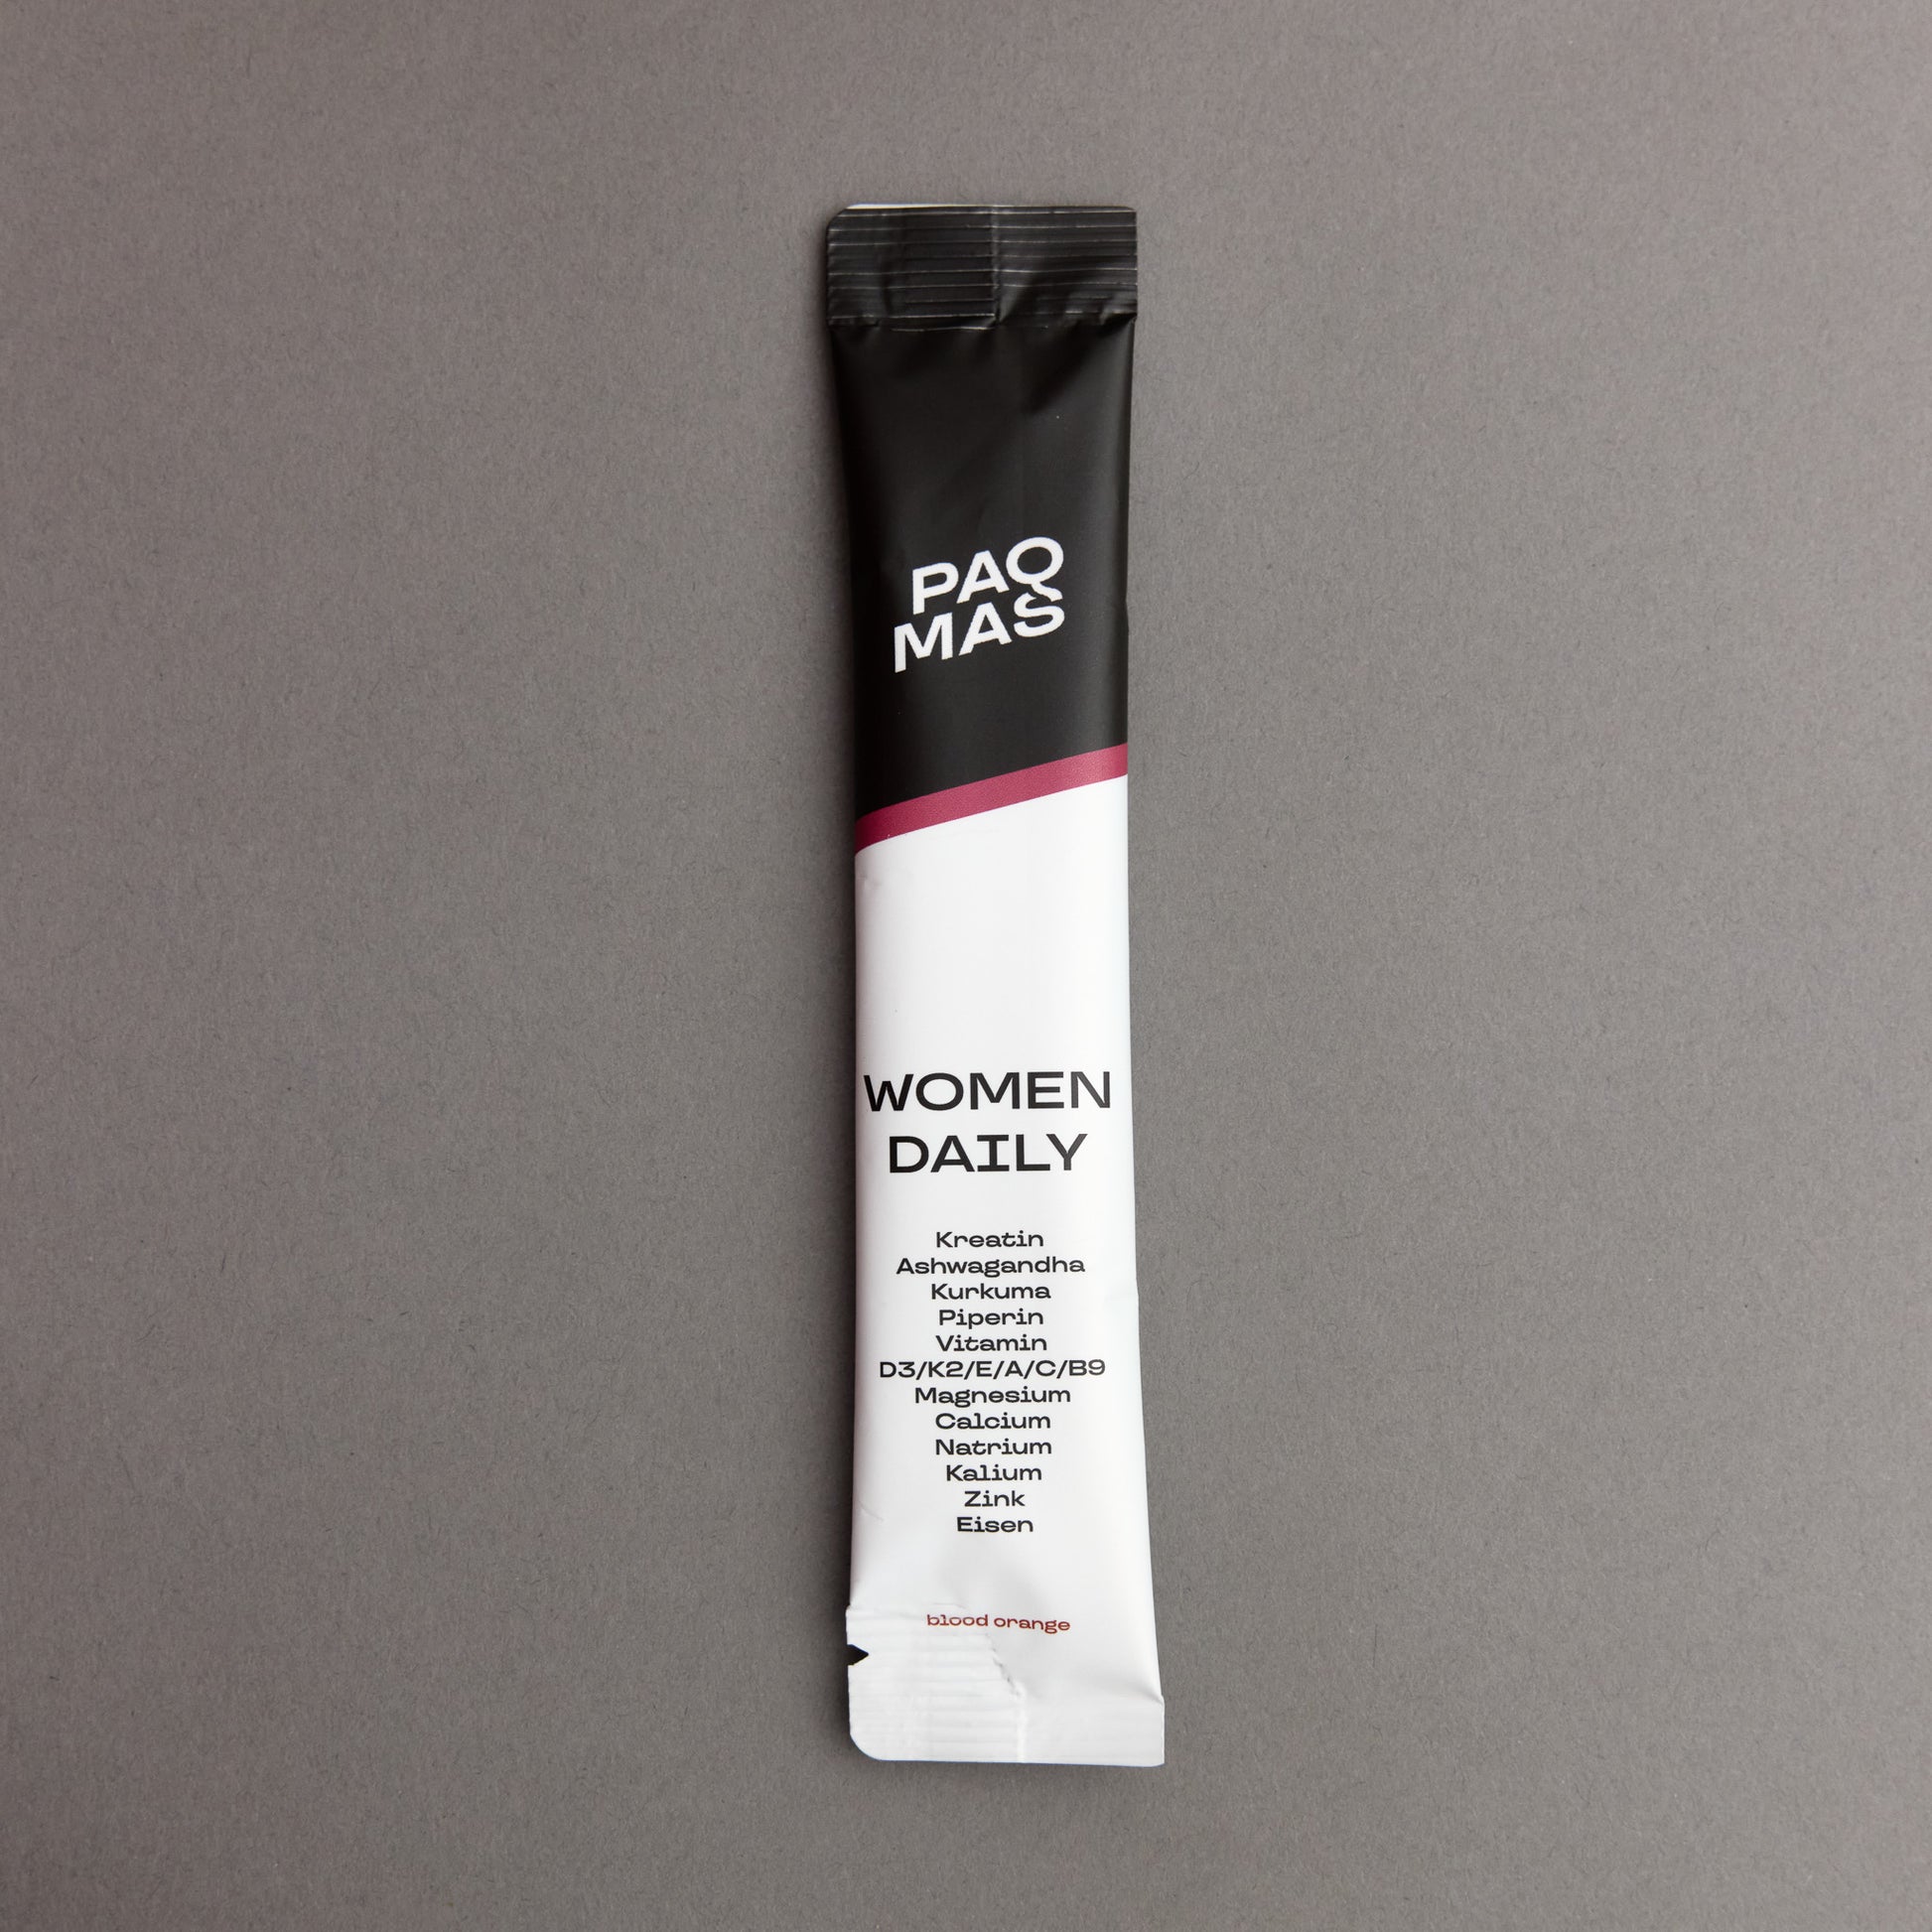 PAQ
MAS
WOMEN
DAILY
Kreatin
Ashwagandha
Kurkuma
Piperin
Vitamin
D3/K2/E/A/C/B9
Magnesium
Calcium
Natrium
Kalium
Zink
Eisen
blood orange